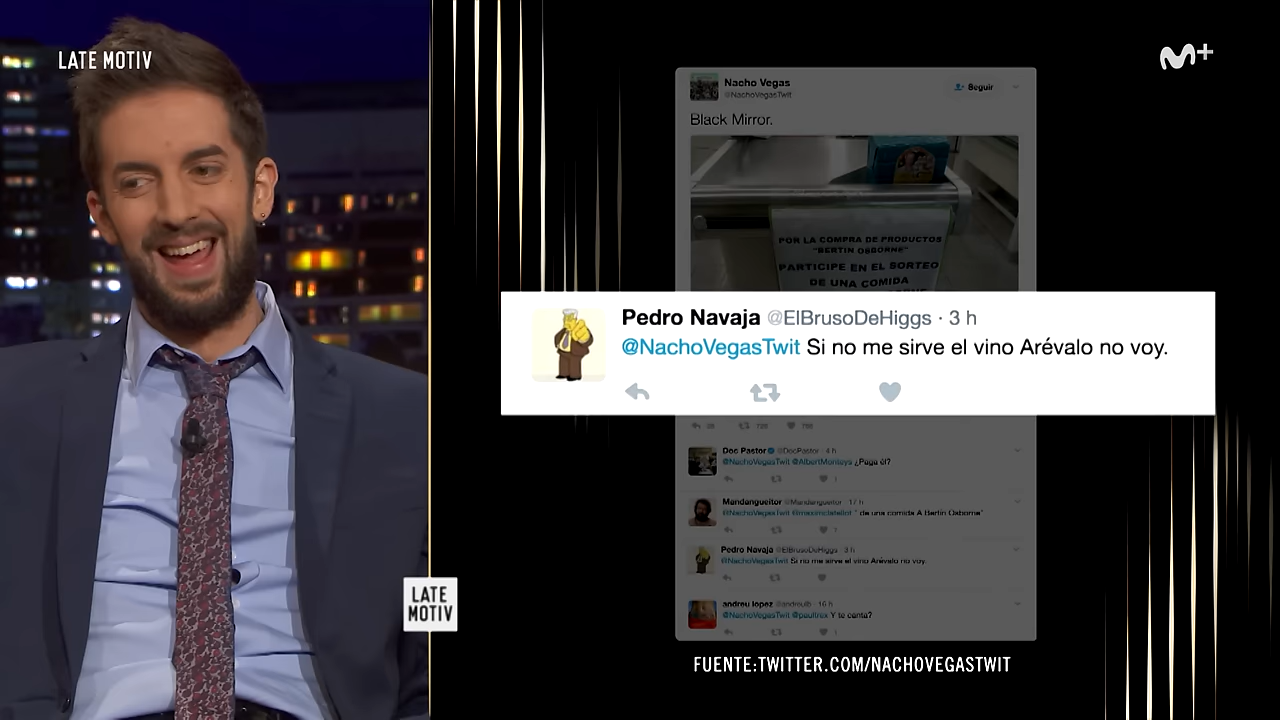 LATE MOTIV
M+
Nacho Vegas
@NachoVegasTwit
Seguir
Black Mirror.
POR LA COMPRA DE PRODUCTOS
"BERTIN OSBORNE"
PARTICIPE EN EL SORTEO
DE UNA COMIDA
Pedro Navaja @ElBrusoDeHiggs · 3 h
@NachoVegasTwit Si no me sirve el vino Arévalo no voy.
Doc Pastor @DocPastor · 4 h
@NachoVegasTwit @AlbertMonteys ¿Paga él?
Mandangueitor @Mandangueitor · 17 h
@NachoVegasTwit " de una comida A Bertín Osborne"
Pedro Navaja @ElBrusoDeHiggs · 3 h
@NachoVegasTwit Si no me sirve el vino Arévalo no voy.
andreu lopez @andreulb · 16 h
@NachoVegasTwit @paultrex Y te canta?
LATE
MOTIV
FUENTE:TWITTER.COM/NACHOVEGASTWIT